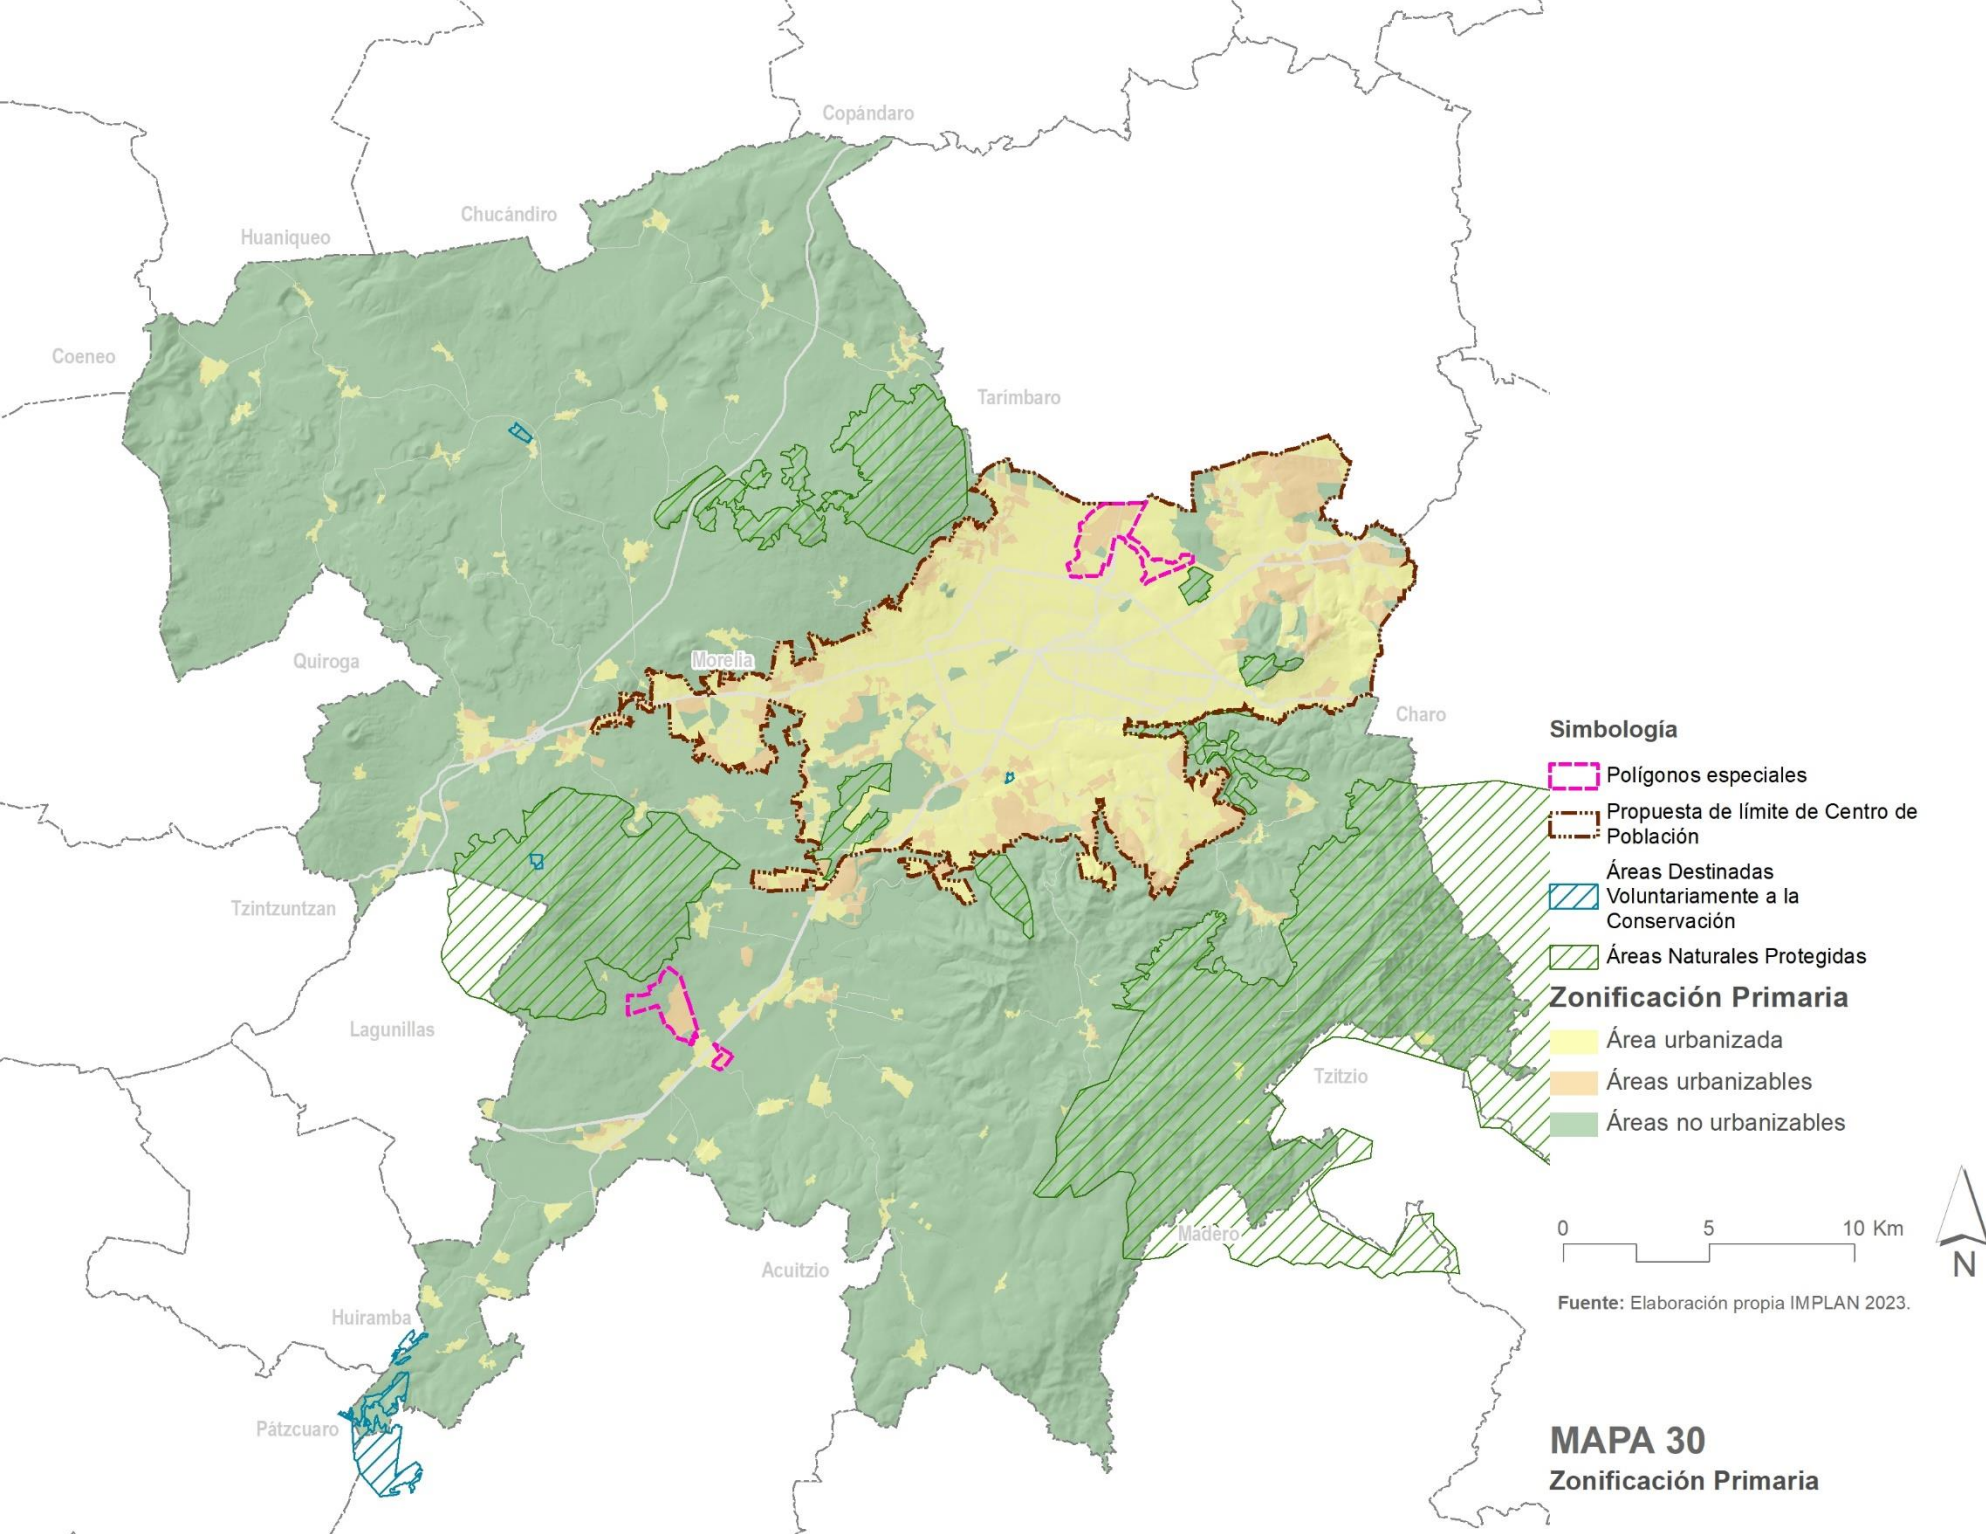 Copándaro
Chucándiro
Huaniqueo
Coeneo
Tarímbaro
Quiroga
Morelia
Charo
Tzintzuntzan
Lagunillas
Tzitzio
Madero
Acuitzio
Huiramba
Pátzcuaro
Simbología
Polígonos especiales
Propuesta de límite de Centro de
Población
Áreas Destinadas
Voluntariamente a la
Conservación
Áreas Naturales Protegidas
Zonificación Primaria
Área urbanizada
Áreas urbanizables
Áreas no urbanizables
0 5 10 Km
N
Fuente: Elaboración propia IMPLAN 2023.
MAPA 30
Zonificación Primaria